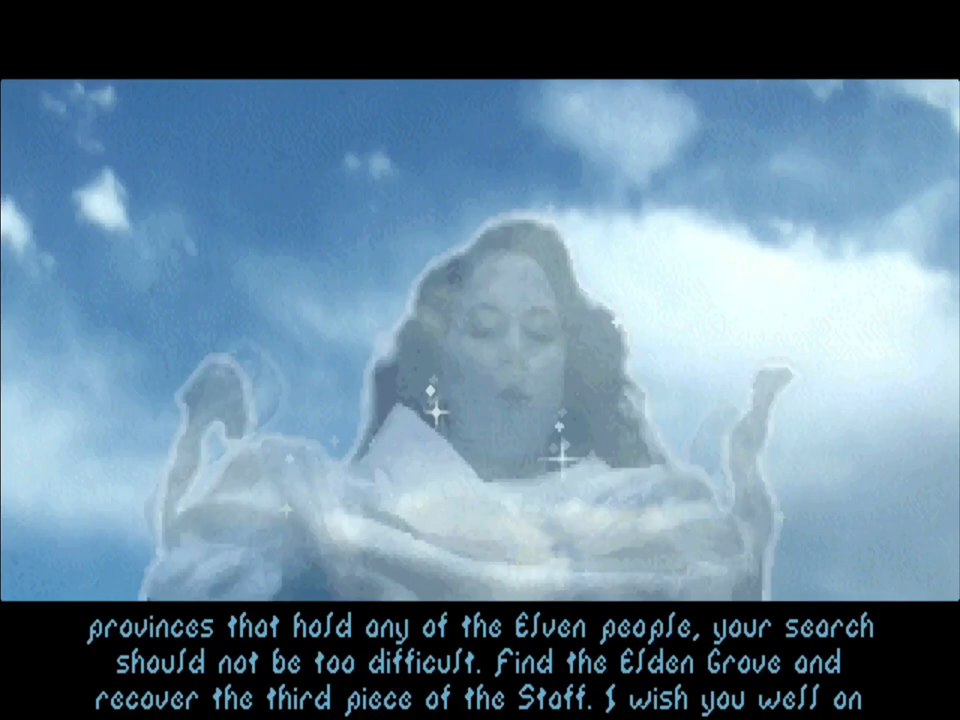 provinces that hold any of the Elven people, your search
should not be too difficult. Find the Elden Grove and
recover the third piece of the Staff. I wish you well on